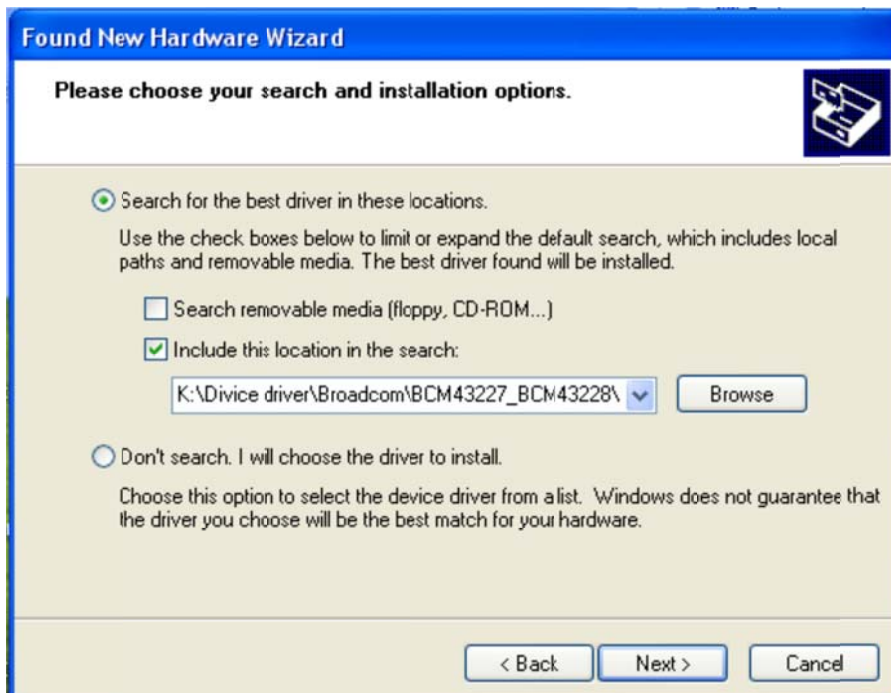 Found New Hardware Wizard
Please choose your search and installation options.
Search for the best driver in these locations.
Use the check boxes below to limit or expand the default search, which includes local
paths and removable media. The best driver found will be installed.
Search removable media (floppy, CD-ROM...)
Include this location in the search:
K:\Divice driver\Broadcom\BCM43227_BCM43228\
Browse
Don't search. I will choose the driver to install.
Choose this option to select the device driver from a list. Windows does not guarantee that
the driver you choose will be the best match for your hardware.
< Back
Next >
Cancel